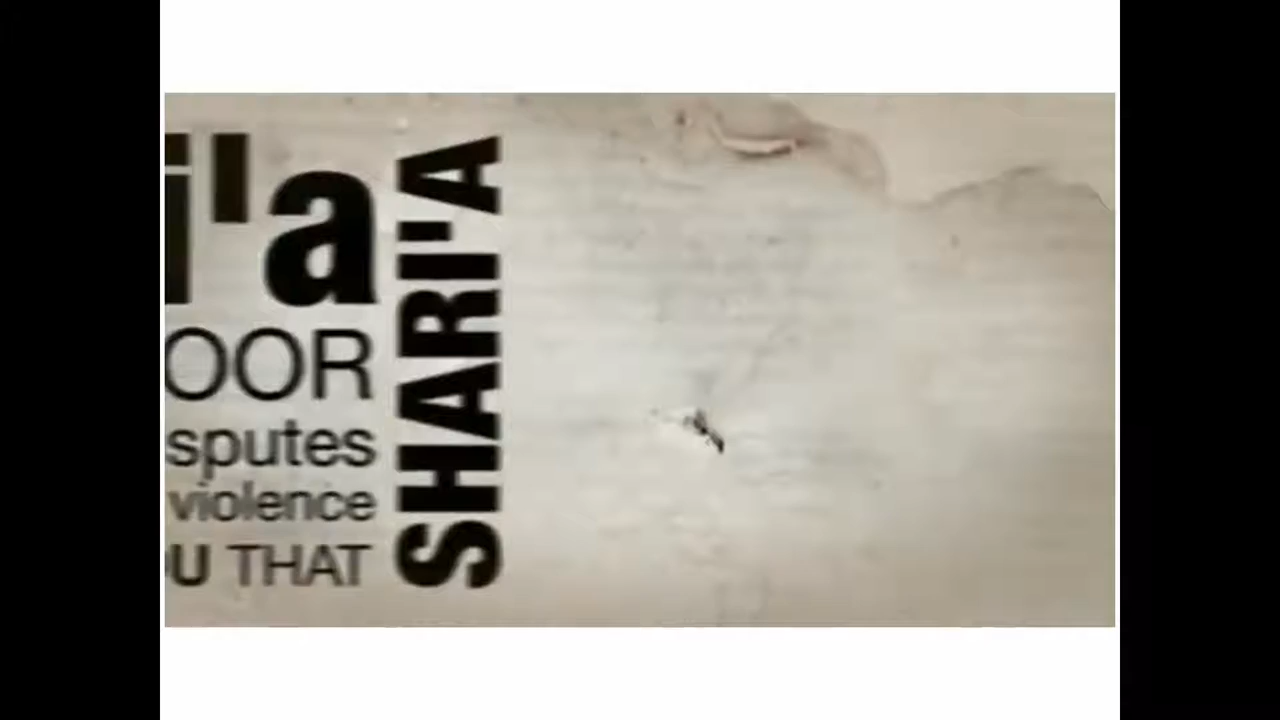 i'a
OOR
sputes
violence
U THAT
SHARI'A